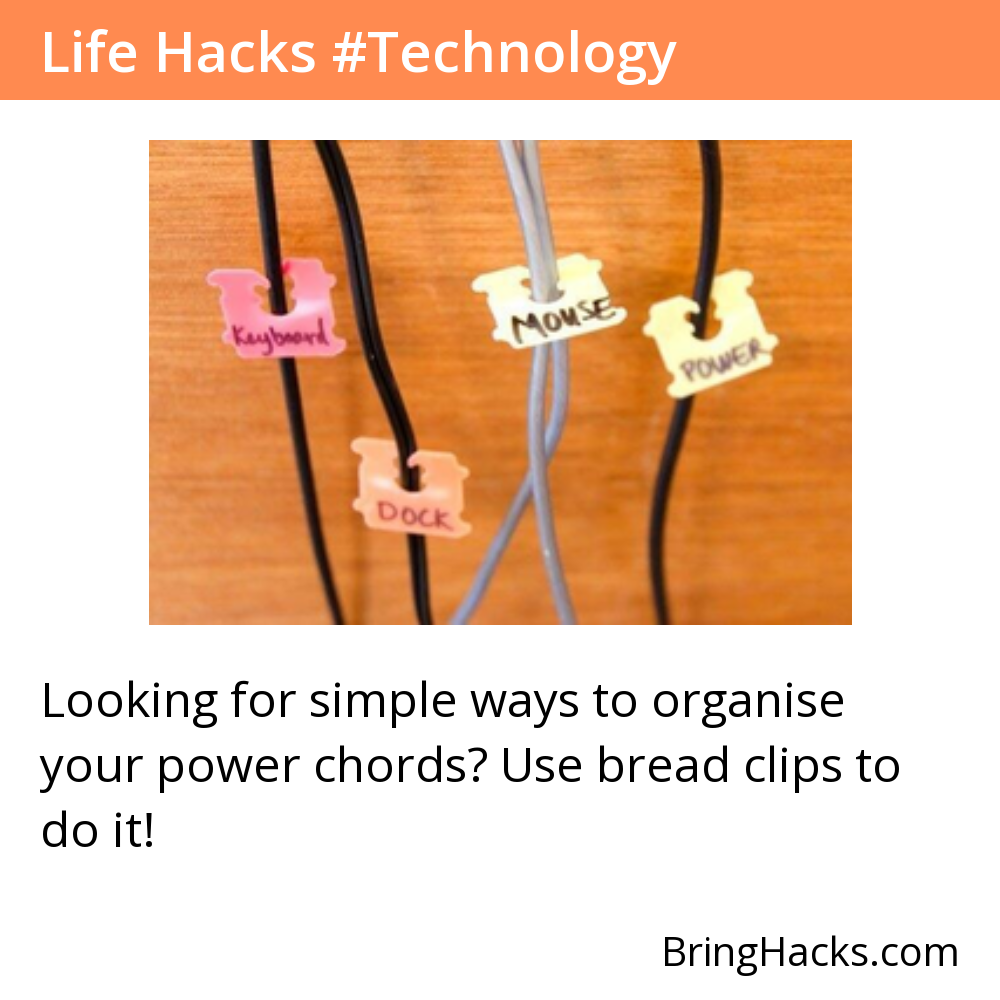 Life Hacks #Technology
Keyboard
MOUSE
POWER
DOCK
Looking for simple ways to organise
your power chords? Use bread clips to
do it!
BringHacks.com